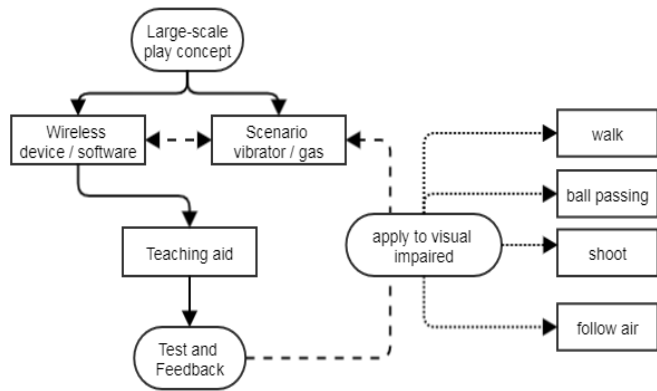 Large-scale
play concept
Wireless
device / software
Scenario
vibrator / gas
walk
ball passing
apply to visual
impaired
Teaching aid
shoot
follow air
Test and
Feedback